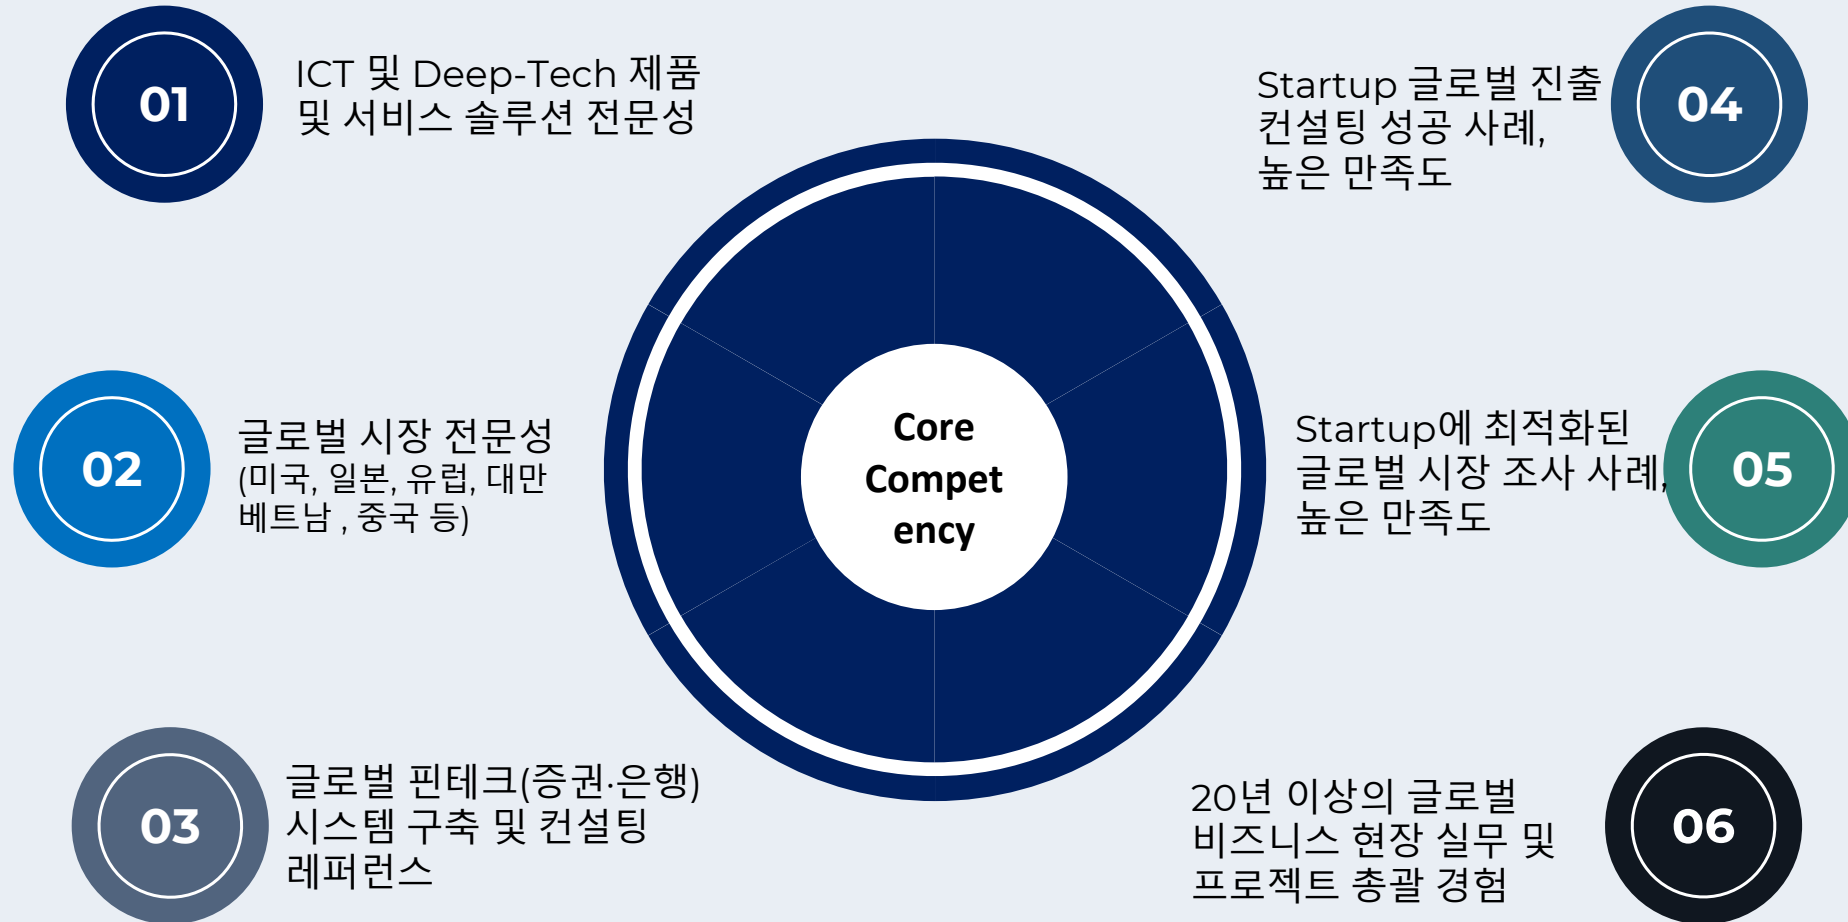 01
ICT 및 Deep-Tech 제품
및 서비스 솔루션 전문성
02
글로벌 시장 전문성
(미국, 일본, 유럽, 대만
베트남 , 중국 등)
03
글로벌 핀테크(증권·은행)
시스템 구축 및 컨설팅
레퍼런스
Core
Compet
ency
Startup 글로벌 진출
컨설팅 성공 사례,
높은 만족도
04
Startup에 최적화된
글로벌 시장 조사 사례,
높은 만족도
05
20년 이상의 글로벌
비즈니스 현장 실무 및
프로젝트 총괄 경험
06